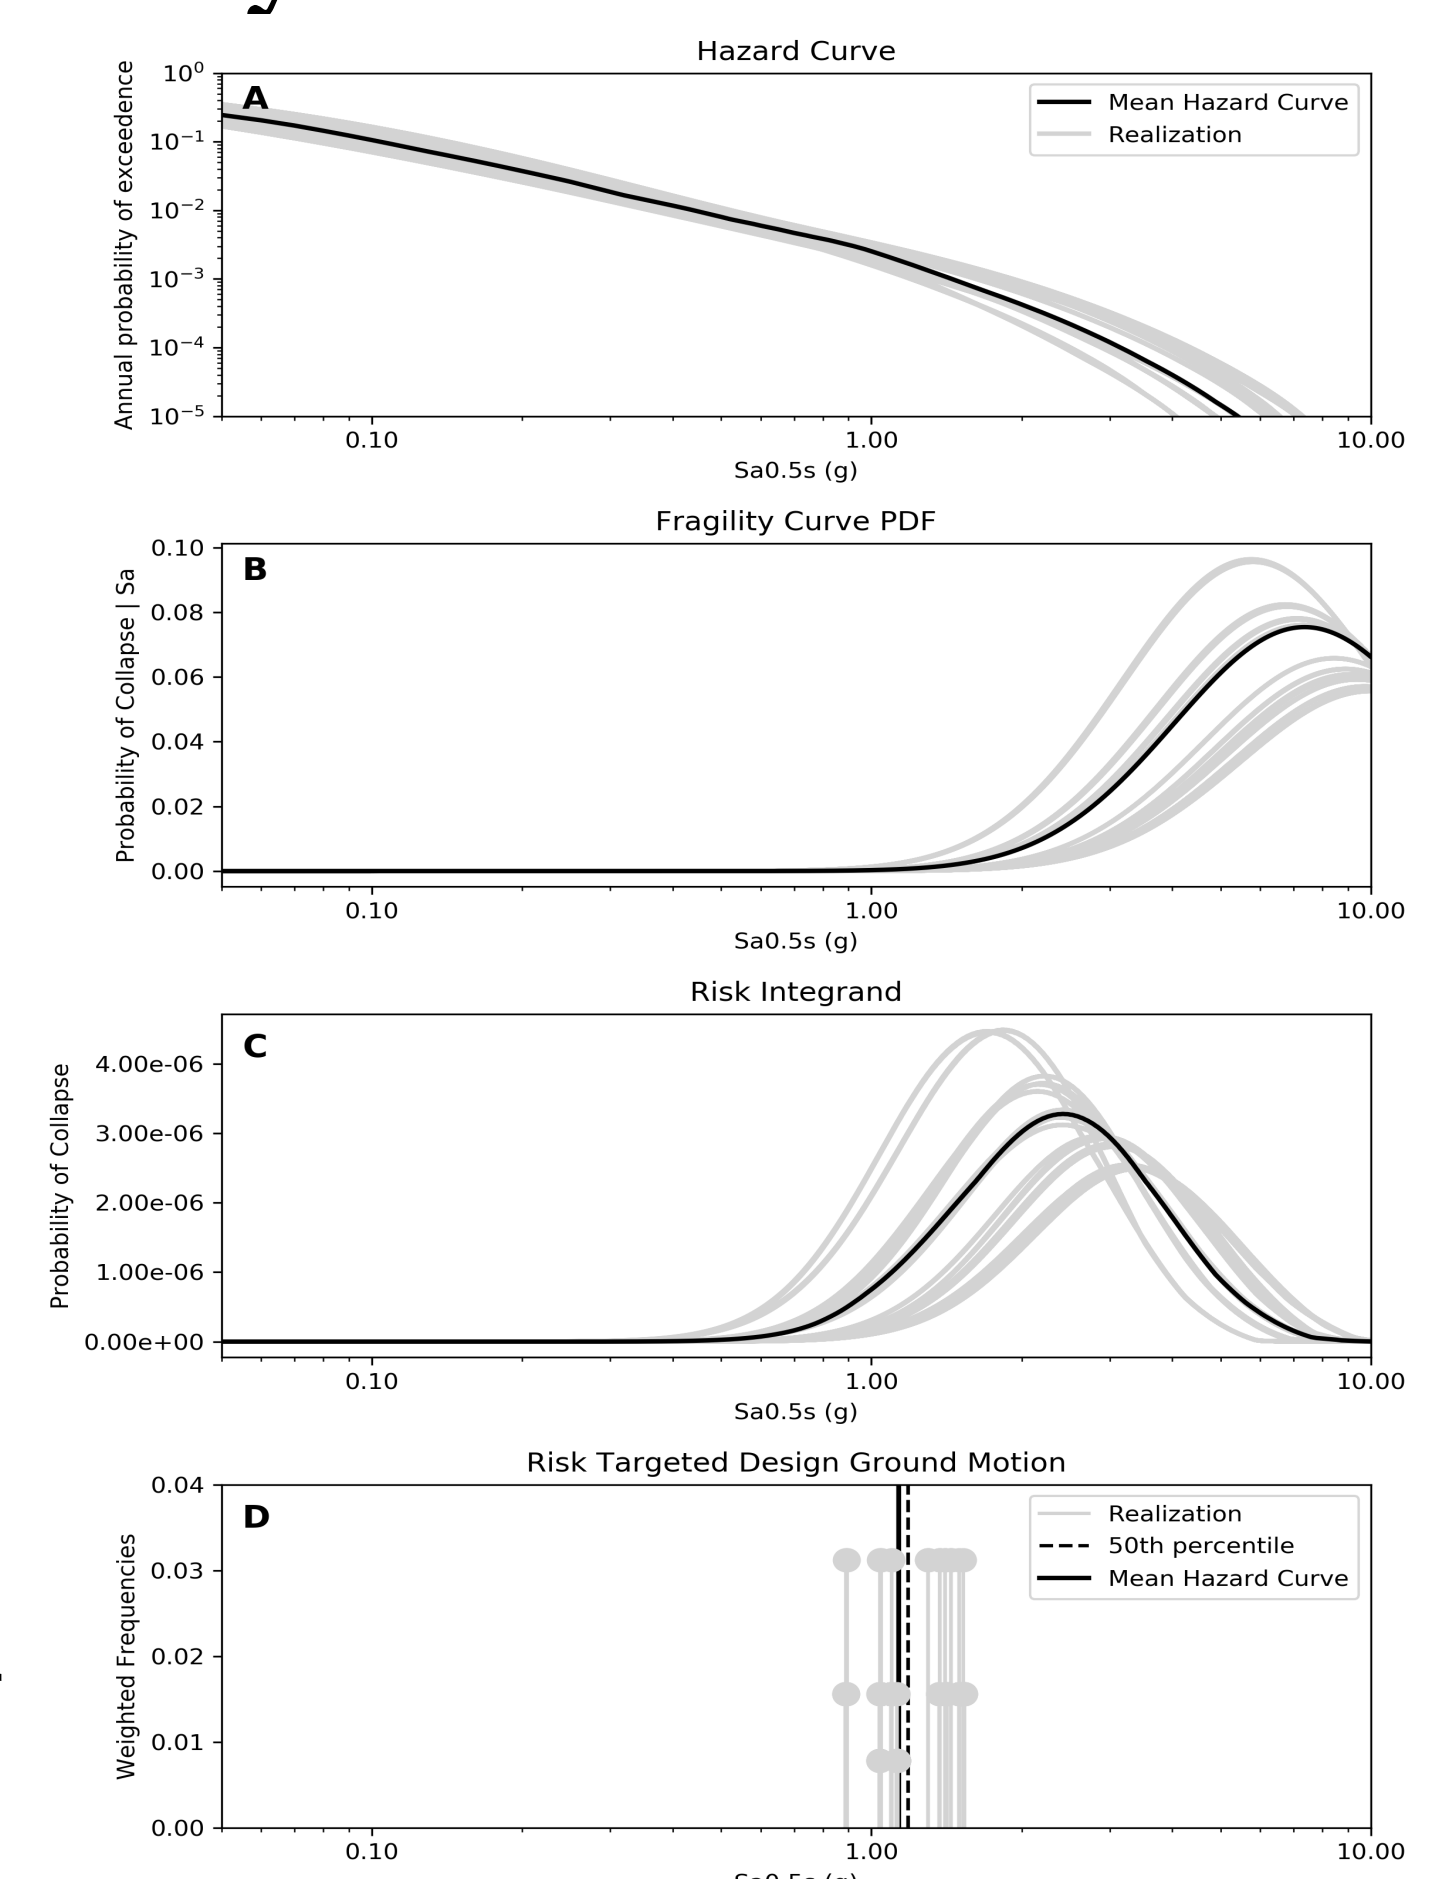 Hazard Curve
A
Mean Hazard Curve
Realization
Annual probability of exceedence
10⁰
10⁻¹
10⁻²
10⁻³
10⁻⁴
10⁻⁵
0.10
1.00
10.00
Sa0.5s (g)
Fragility Curve PDF
B
Probability of Collapse | Sa
0.10
0.08
0.06
0.04
0.02
0.00
0.10
1.00
10.00
Sa0.5s (g)
Risk Integrand
C
Probability of Collapse
4.00e-06
3.00e-06
2.00e-06
1.00e-06
0.00e+00
0.10
1.00
10.00
Sa0.5s (g)
Risk Targeted Design Ground Motion
D
Realization
50th percentile
Mean Hazard Curve
Weighted Frequencies
0.04
0.03
0.02
0.01
0.00
0.10
1.00
10.00